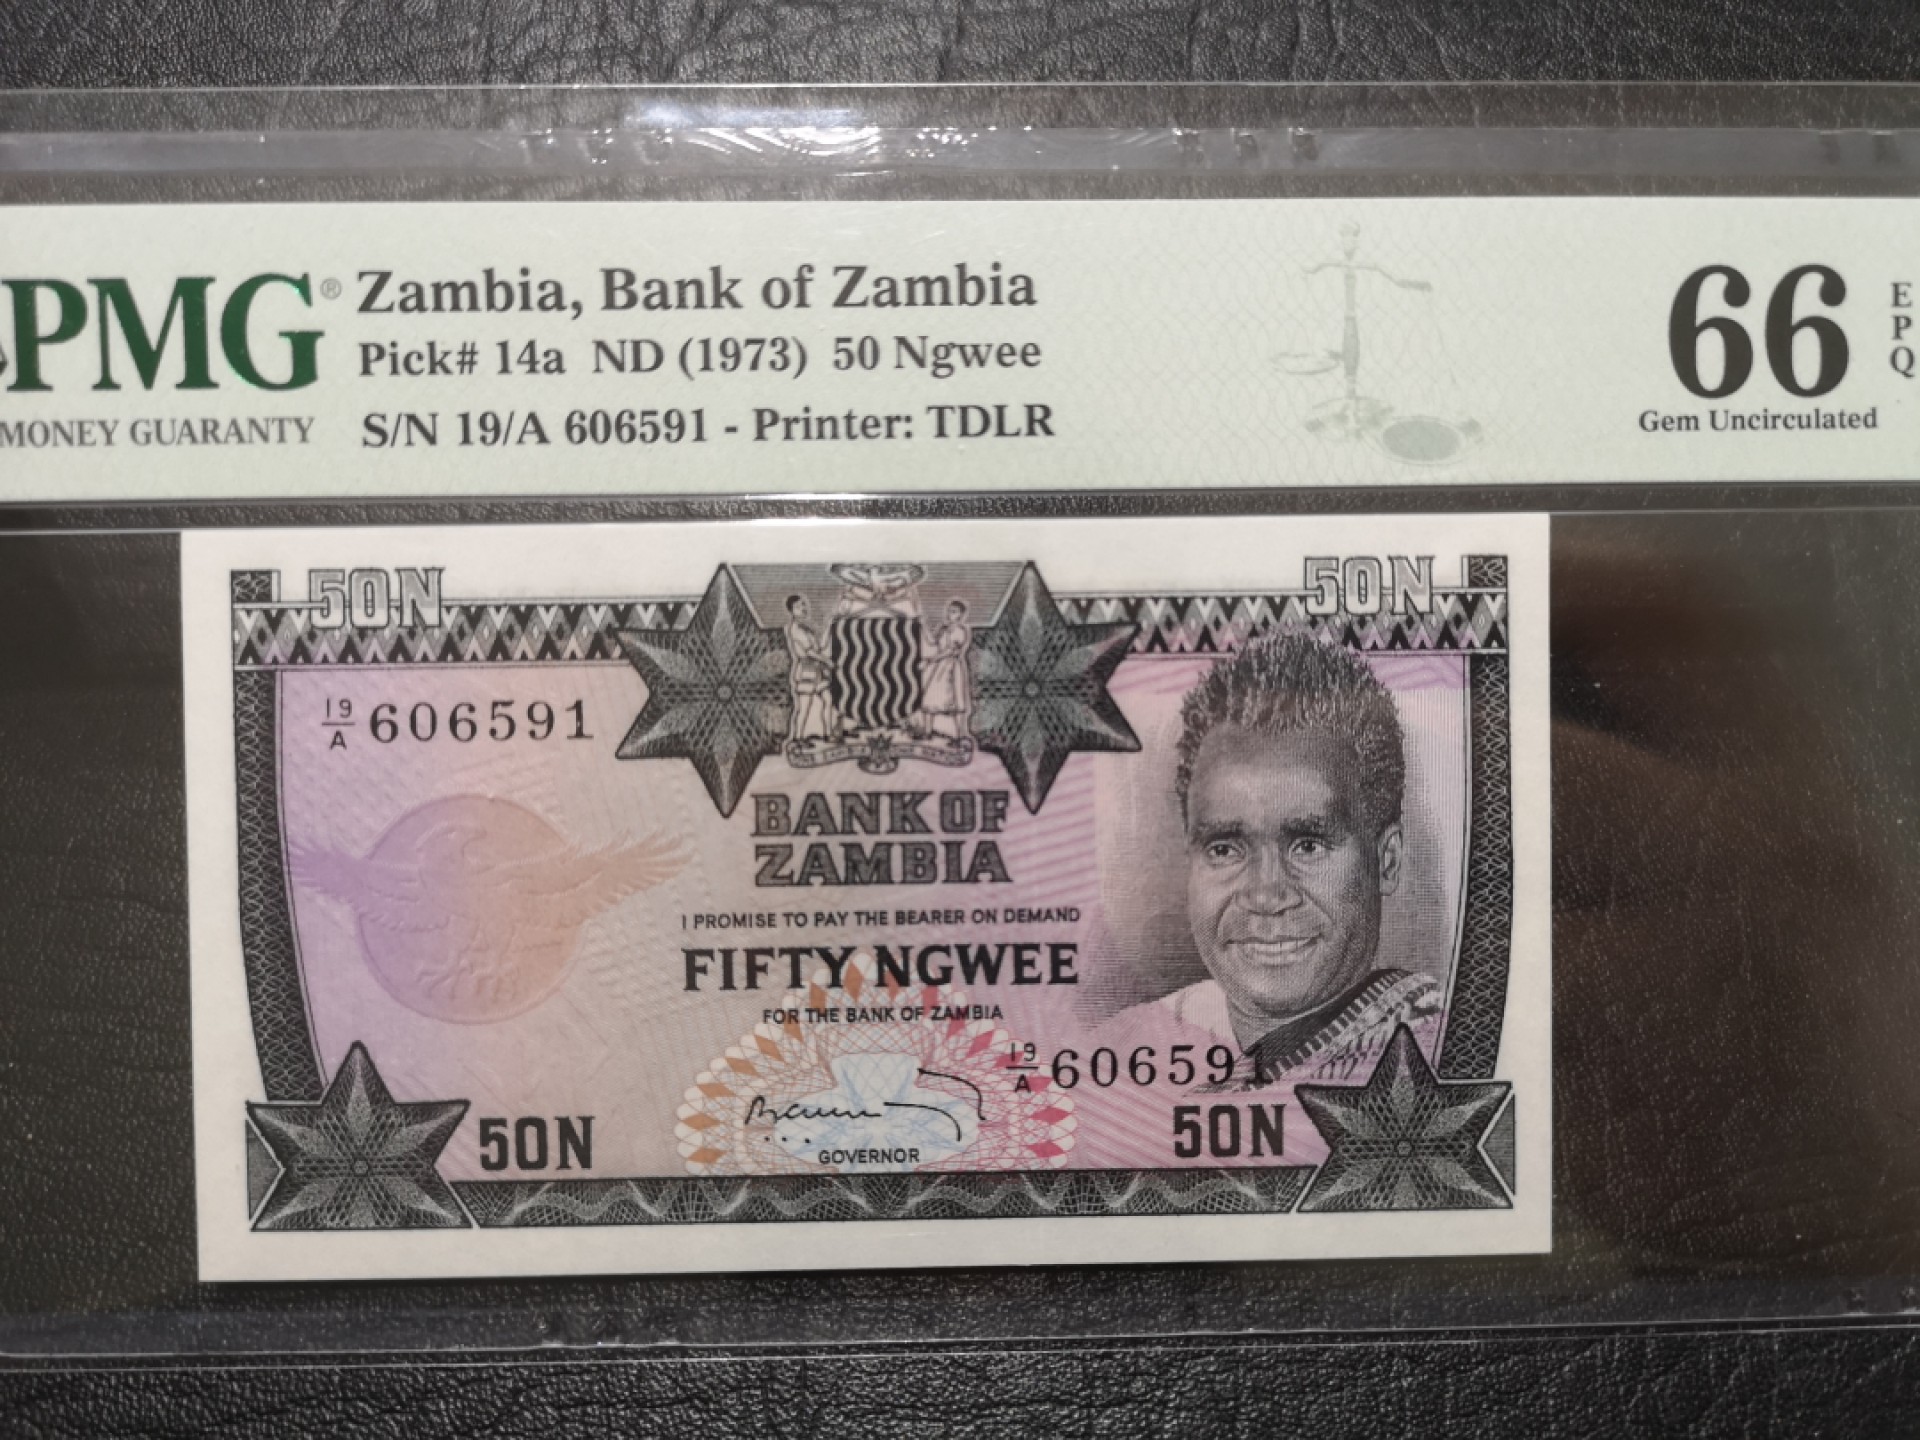 PMG® Zambia, Bank of Zambia
Pick# 14a ND (1973) 50 Ngwee
MONEY GUARANTY S/N 19/A 606591 - Printer: TDLR
66 EPQ
Gem Uncirculated
50N 50N
19/A 606591
BANK OF
ZAMBIA
I PROMISE TO PAY THE BEARER ON DEMAND
FIFTY NGWEE
FOR THE BANK OF ZAMBIA
19/A 606591
50N 50N
GOVERNOR